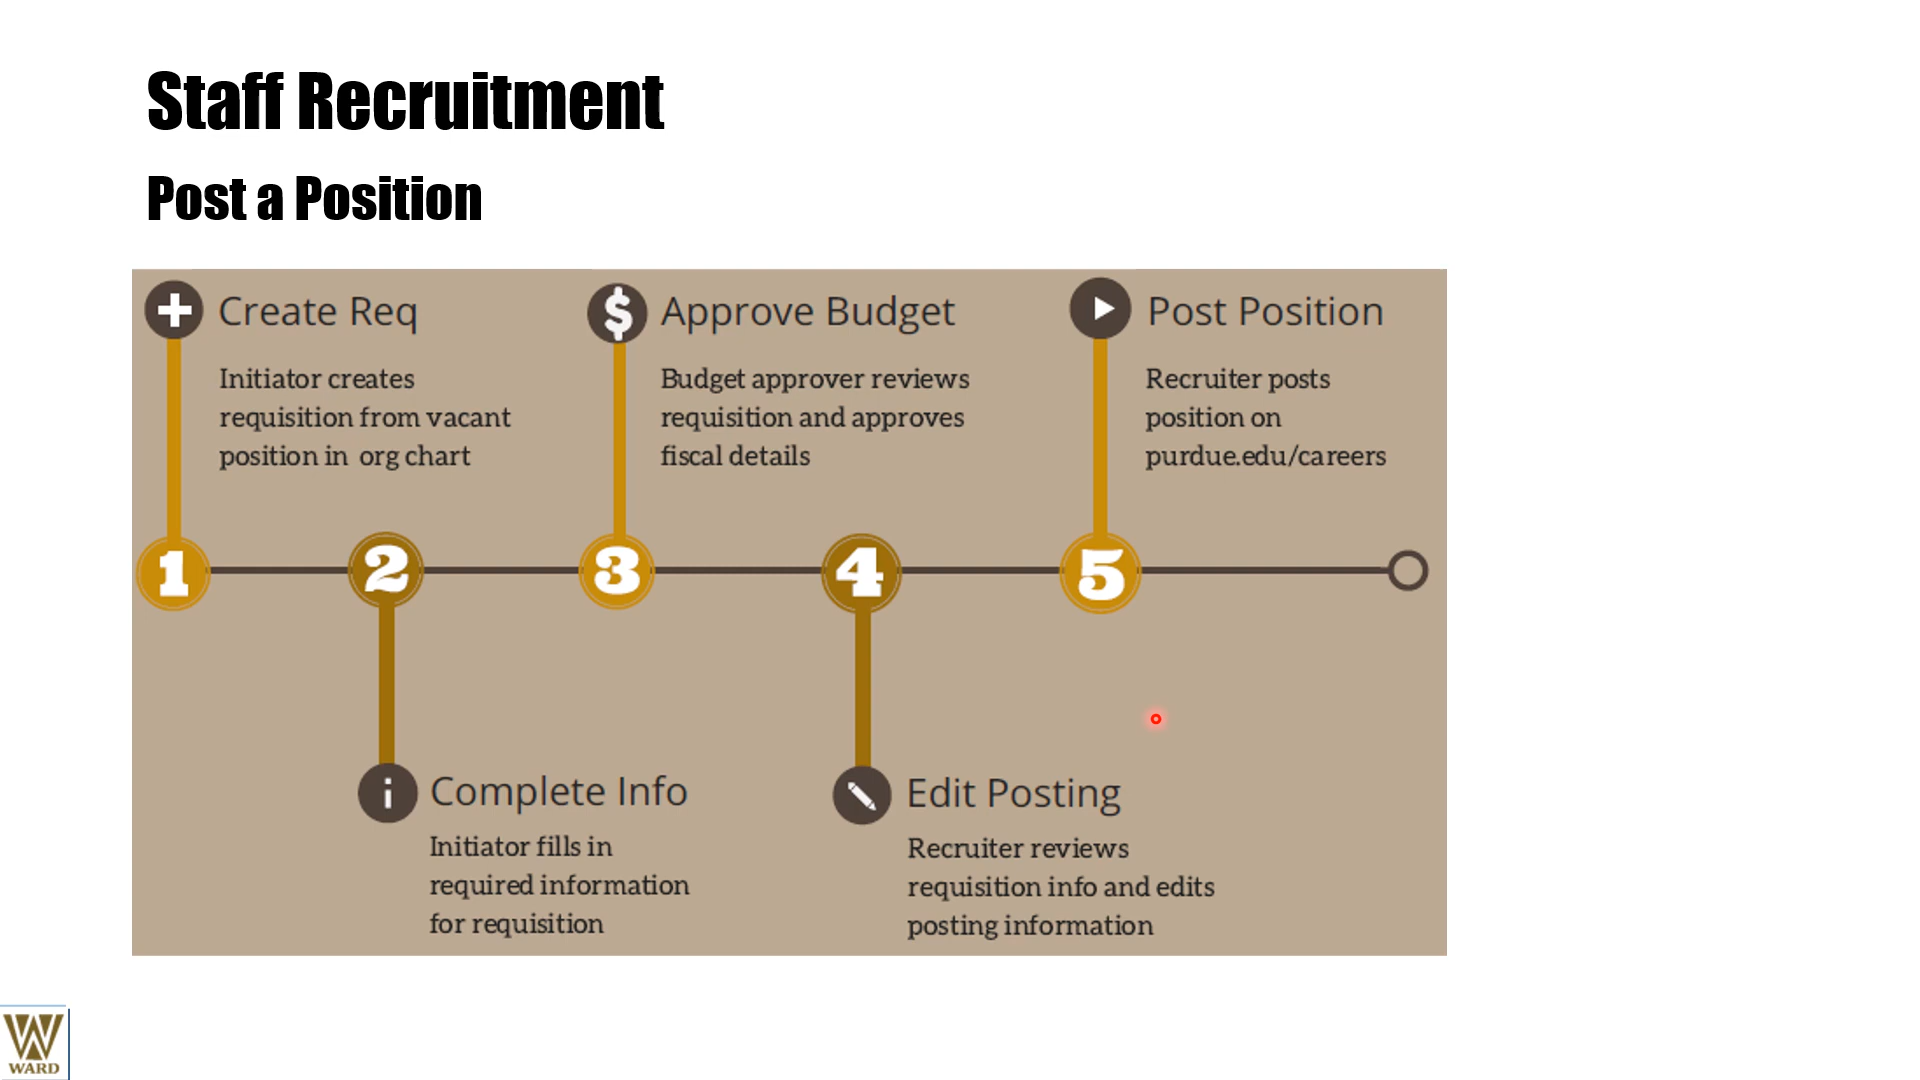 Staff Recruitment
Post a Position
Create Req
Initiator creates
requisition from vacant
position in org chart
1
2
Complete Info
Initiator fills in
required information
for requisition
$
Approve Budget
Budget approver reviews
requisition and approves
fiscal details
3
4
Edit Posting
Recruiter reviews
requisition info and edits
posting information
Post Position
Recruiter posts
position on
purdue.edu/careers
5
W
WARD